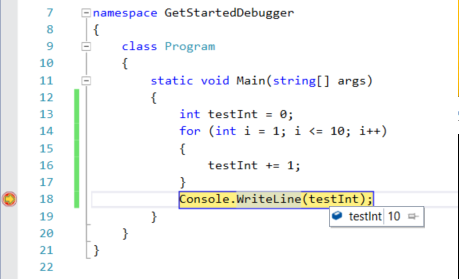 7 namespace GetStartedDebugger
8 {
9 class Program
10 {
11 static void Main(string[] args)
12 {
13 int testInt = 0;
14 for (int i = 1; i <= 10; i++)
15 {
16 testInt += 1;
17 }
18 Console.WriteLine(testInt);
testInt 10
19 }
20 }
21 }
22